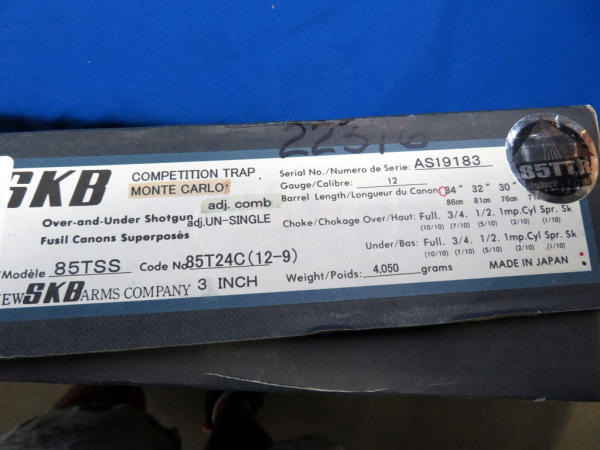 22376
SKB
COMPETITION TRAP
MONTE CARLO
adj. comb
Over-and-Under Shotgun adj.UN-SINGLE
Fusil Canons Superposés
/Modèle 85TSS Code No. 85T24C(12-9)
SKB ARMS COMPANY 3 INCH
Serial No./Numero de Serie: AS19183
Gauge/Calibre: 12
Barrel Length/Longueur du Canon 34" 32" 30"
86cm 81cm 76cm
Choke/Chokage Over/Haut: Full. 3/4. 1/2. Imp.Cyl Spr. Sk
(10/10) (7/10) (5/10) (2/10) (1/10)
Under/Bas: Full. 3/4. 1/2. Imp.Cyl Spr. Sk
(10/10) (7/10) (5/10) (2/10) (1/10)
Weight/Poids: 4,050 grams
MADE IN JAPAN